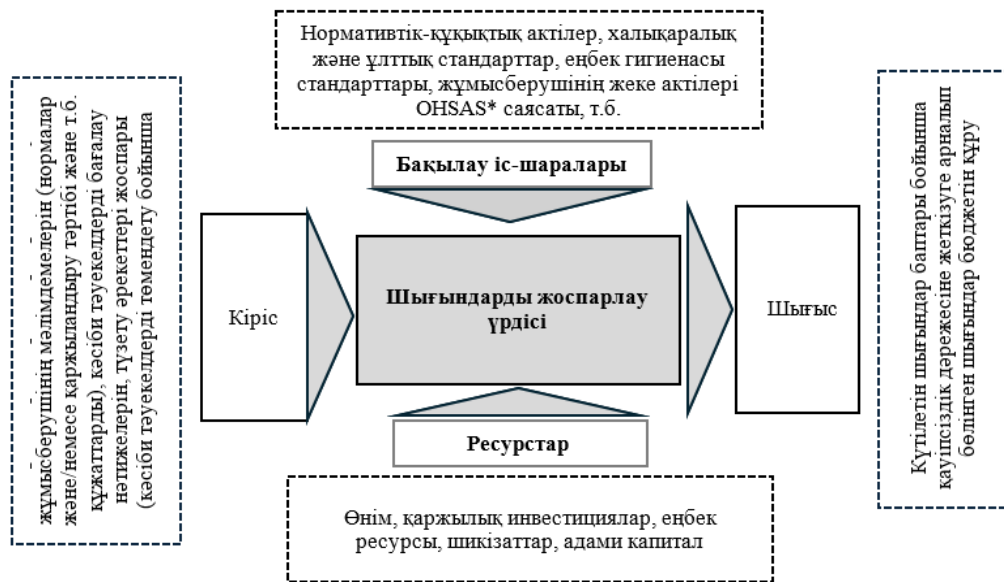 Нормативтік-құқықтық актілер, халықаралық
және ұлттық стандарттар, еңбек гигиенасы
стандарттары, жұмысберушінің жеке актілері
OHSAS* саясаты, т.б.
Бақылау іс-шаралары
жұмысберушінің мәлімдемелерін (нормалар
және/немесе қаржыландыру тәртібі және т.б.
құжаттарды), кәсіби тәуекелдерді бағалау
нәтижелерін, түзету әрекеттері жоспары
(кәсіби тәуекелдерді төмендету бойынша
Кіріс
Шығындарды жоспарлау
үрдісі
Шығыс
Күтілетін шығындар баптары бойынша
қауіпсіздік дәрежесіне жеткізуге арналып
бөлінген шығындар бюджетін құру
Ресурстар
Өнім, қаржылық инвестициялар, еңбек
ресурсы, шикізаттар, адами капитал